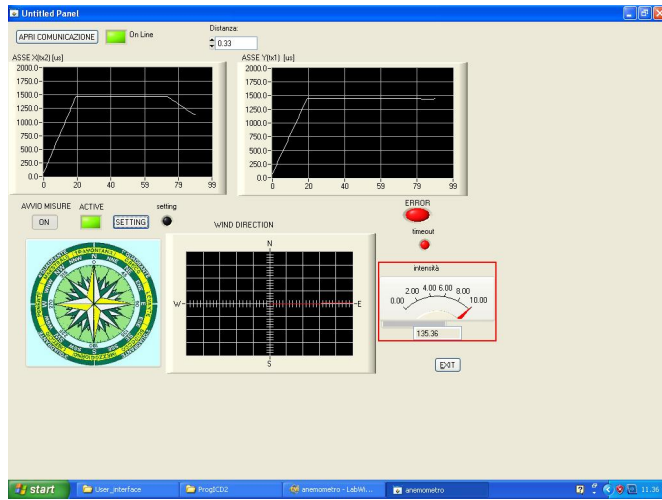 Untitled Panel
APRI COMUNICAZIONE
On Line
Distanza:
0.33
ASSE X(tx2) [us]
2000.0
1750.0
1500.0
1250.0
1000.0
750.0
500.0
250.0
0.0
0 20 40 59 79 99
ASSE Y(tx1) [us]
2000.0
1750.0
1500.0
1250.0
1000.0
750.0
500.0
250.0
0.0
0 20 40 59 79 99
AVVIO MISURE
ACTIVE
setting
ERROR
ON
SETTING
timeout
WIND DIRECTION
N
W
E
S
intensità
0.00 2.00 4.00 6.00 8.00 10.00
135.36
EXIT
start
User_interface
ProgICD2
anemometro - LabWi...
anemometro
11.36